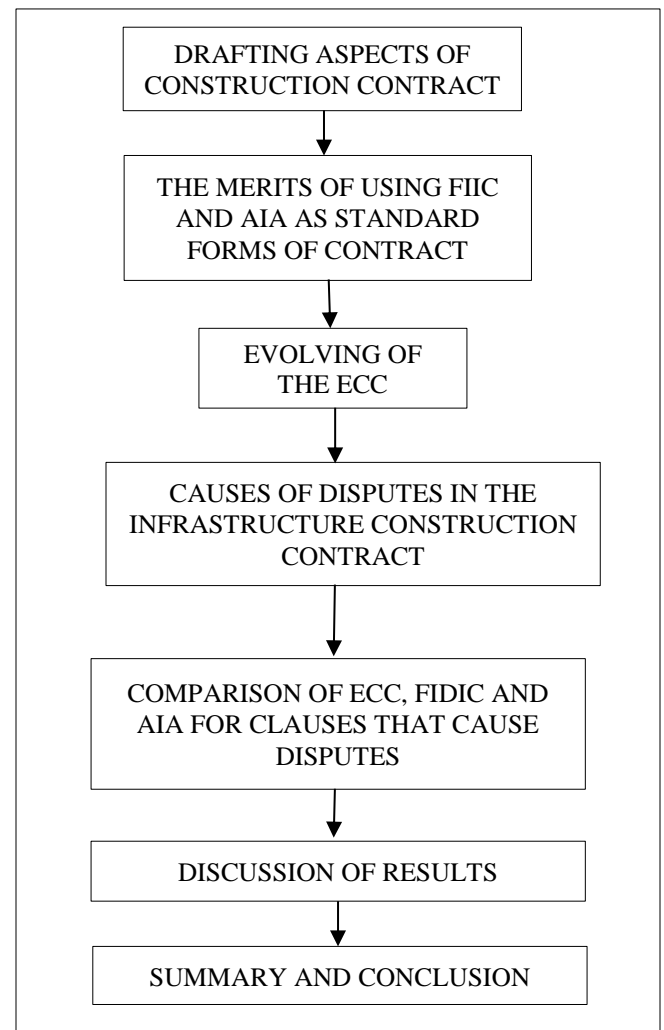 DRAFTING ASPECTS OF
CONSTRUCTION CONTRACT
THE MERITS OF USING FIIC
AND AIA AS STANDARD
FORMS OF CONTRACT
EVOLVING OF
THE ECC
CAUSES OF DISPUTES IN THE
INFRASTRUCTURE CONSTRUCTION
CONTRACT
COMPARISON OF ECC, FIDIC AND
AIA FOR CLAUSES THAT CAUSE
DISPUTES
DISCUSSION OF RESULTS
SUMMARY AND CONCLUSION